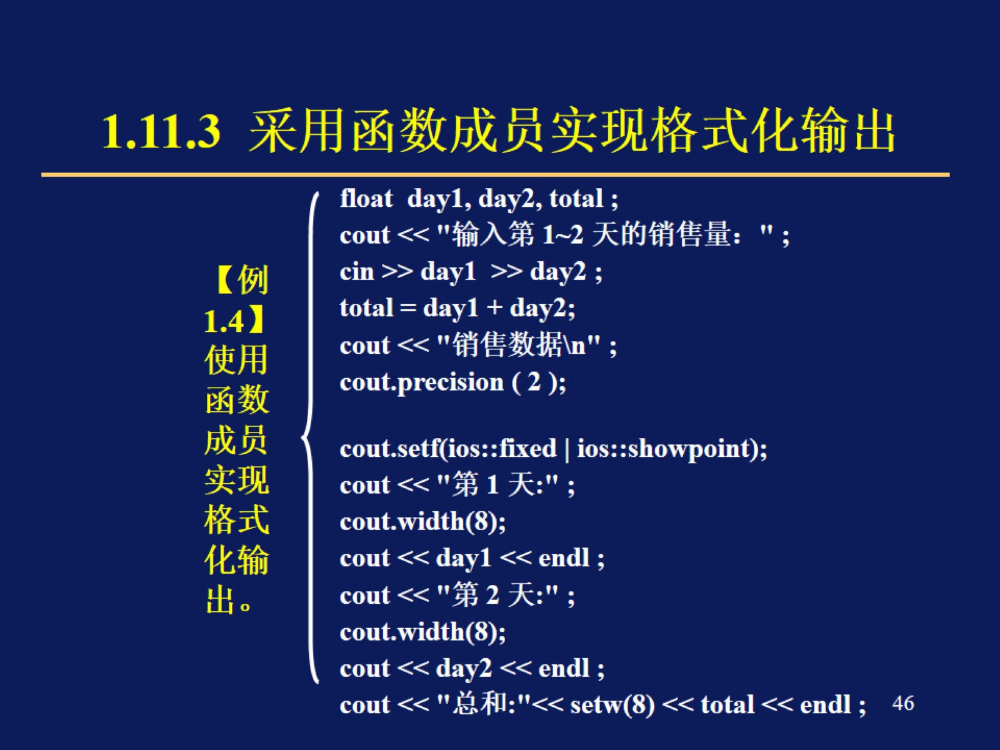 1.11.3 采用函数成员实现格式化输出
【例
1.4】
使用
函数
成员
实现
格式
化输
出。
float day1, day2, total ;
cout << "输入第 1~2 天的销售量：" ;
cin >> day1 >> day2 ;
total = day1 + day2;
cout << "销售数据\n" ;
cout.precision ( 2 );
cout.setf(ios::fixed | ios::showpoint);
cout << "第 1 天:" ;
cout.width(8);
cout << day1 << endl ;
cout << "第 2 天:" ;
cout.width(8);
cout << day2 << endl ;
cout << "总和:"<< setw(8) << total << endl ;
46